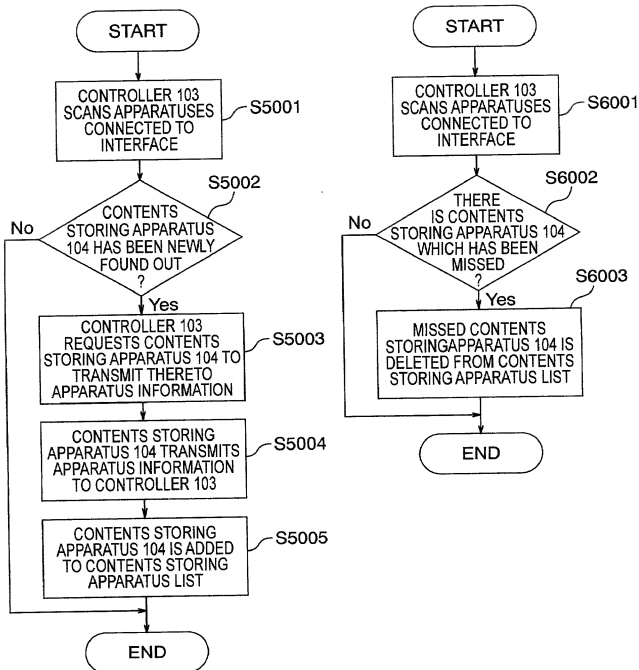 START
CONTROLLER 103
SCANS APPARATUSES
CONNECTED TO
INTERFACE
S5001
S5002
CONTENTS
STORING APPARATUS
104 HAS BEEN NEWLY
FOUND OUT
?
No
Yes
CONTROLLER 103
REQUESTS CONTENTS
STORING APPARATUS 104 TO
TRANSMIT THERETO
APPARATUS INFORMATION
S5003
CONTENTS STORING
APPARATUS 104 TRANSMITS
APPARATUS INFORMATION
TO CONTROLLER 103
S5004
CONTENTS STORING
APPARATUS 104 IS ADDED
TO CONTENTS STORING
APPARATUS LIST
S5005
END
START
CONTROLLER 103
SCANS APPARATUSES
CONNECTED TO
INTERFACE
S6001
S6002
THERE
IS CONTENTS
STORING APPARATUS 104
WHICH HAS BEEN
MISSED
?
No
Yes
S6003
MISSED CONTENTS
STORINGAPPARATUS 104 IS
DELETED FROM CONTENTS
STORING APPARATUS LIST
END